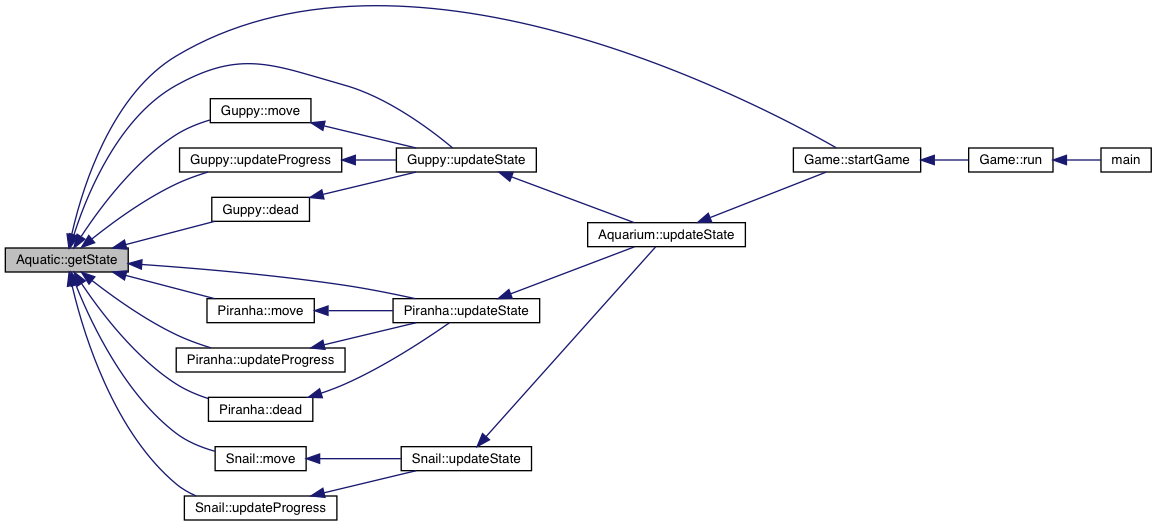 Guppy::move
Guppy::updateProgress
Guppy::updateState
Game::startGame
Game::run
main
Guppy::dead
Aquarium::updateState
Aquatic::getState
Piranha::move
Piranha::updateState
Piranha::updateProgress
Piranha::dead
Snail::move
Snail::updateState
Snail::updateProgress